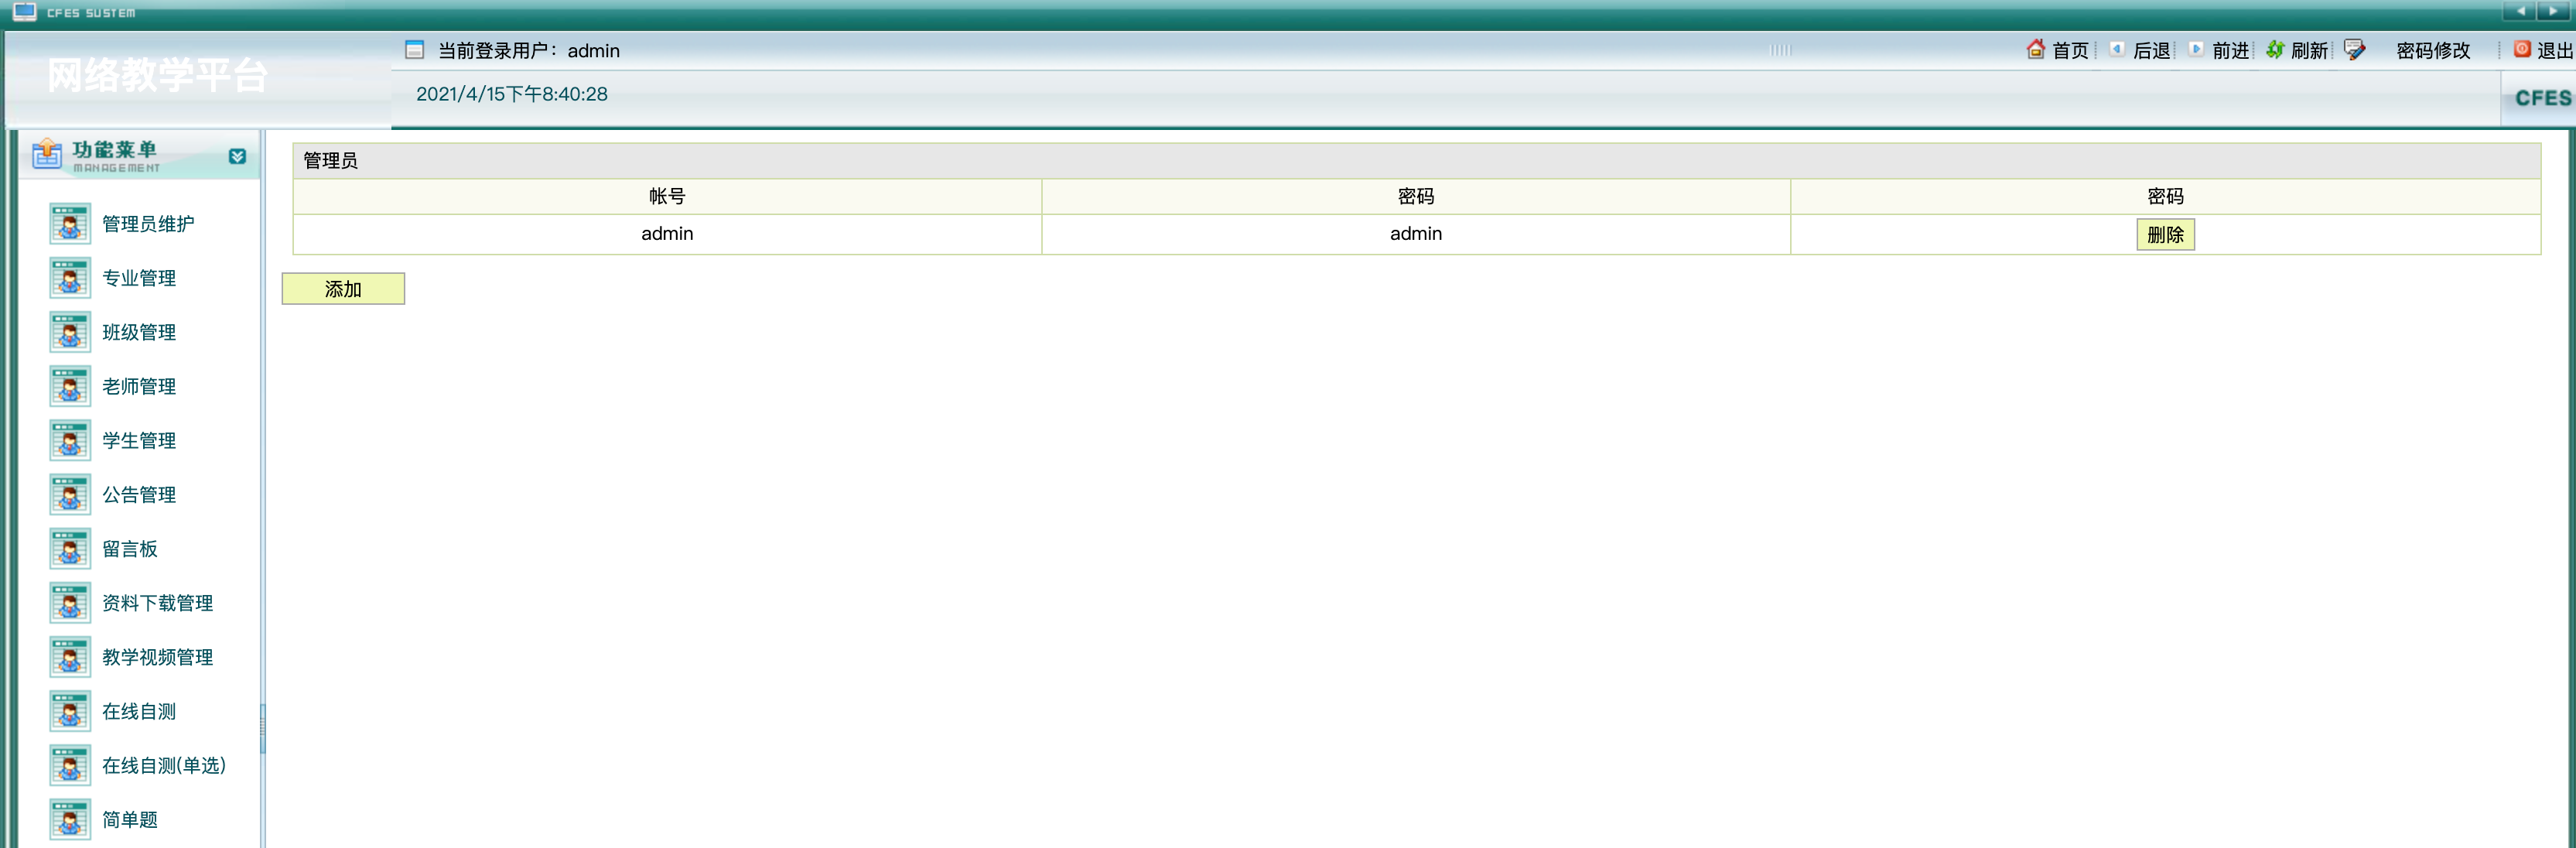 CFES SUSTEM
网络教学平台
当前登录用户：admin
首页 后退 前进 刷新 密码修改 退出
2021/4/15下午8:40:28
CFES
功能菜单
MANAGEMENT
管理员维护
专业管理
班级管理
老师管理
学生管理
公告管理
留言板
资料下载管理
教学视频管理
在线自测
在线自测(单选)
简单题
管理员
帐号 密码 密码
admin admin 删除
添加